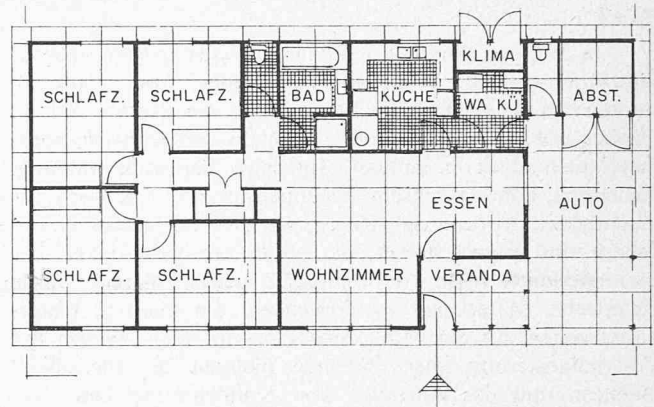 KLIMA
SCHLAFZ. SCHLAFZ. BAD KÜCHE WA KÜ ABST.
ESSEN AUTO
SCHLAFZ. SCHLAFZ. WOHNZIMMER VERANDA